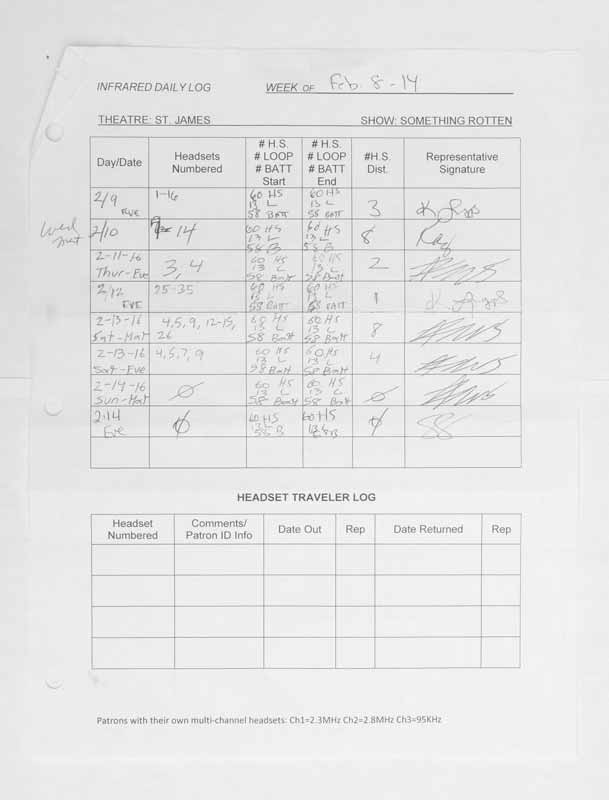 INFRARED DAILY LOG WEEK OF Feb. 8-14
THEATRE: ST. JAMES SHOW: SOMETHING ROTTEN
Day/Date Headsets Numbered # H.S. # LOOP # BATT Start # H.S. # LOOP # BATT End #H.S. Dist. Representative Signature
2/9 EVE 1-16 60 HS 13 L 58 BATT 60 HS 13 L 58 BATT 3
Wed Mat 2/10 14 60 HS 13 L 58 B 60 HS 13 L 58 B 8
2-11-16 Thur-Eve 3, 4 60 HS 13 L 58 Batt 60 HS 13 L 58 Batt 2
2/12 EVE 25-35 60 HS 13 L 58 BATT 60 HS 13 L 58 BATT 1
2-13-16 Sat-Mat 4, 5, 9, 12-15, 26 60 HS 13 L 58 Batt 60 HS 13 L 58 Batt 8
2-13-16 Sat-Eve 4, 5, 7, 9 60 HS 13 L 58 Batt 60 HS 13 L 58 Batt 4
2-14-16 Sun-Mat Ø 60 HS 13 L 58 Batt 60 HS 13 L 58 Batt Ø
2.14 Eve Ø 60 HS 13 L 58 B 60 HS 13 L 58 B Ø
HEADSET TRAVELER LOG
Headset Numbered Comments/ Patron ID Info Date Out Rep Date Returned Rep
Patrons with their own multi-channel headsets: Ch1=2.3MHz Ch2=2.8MHz Ch3=95KHz